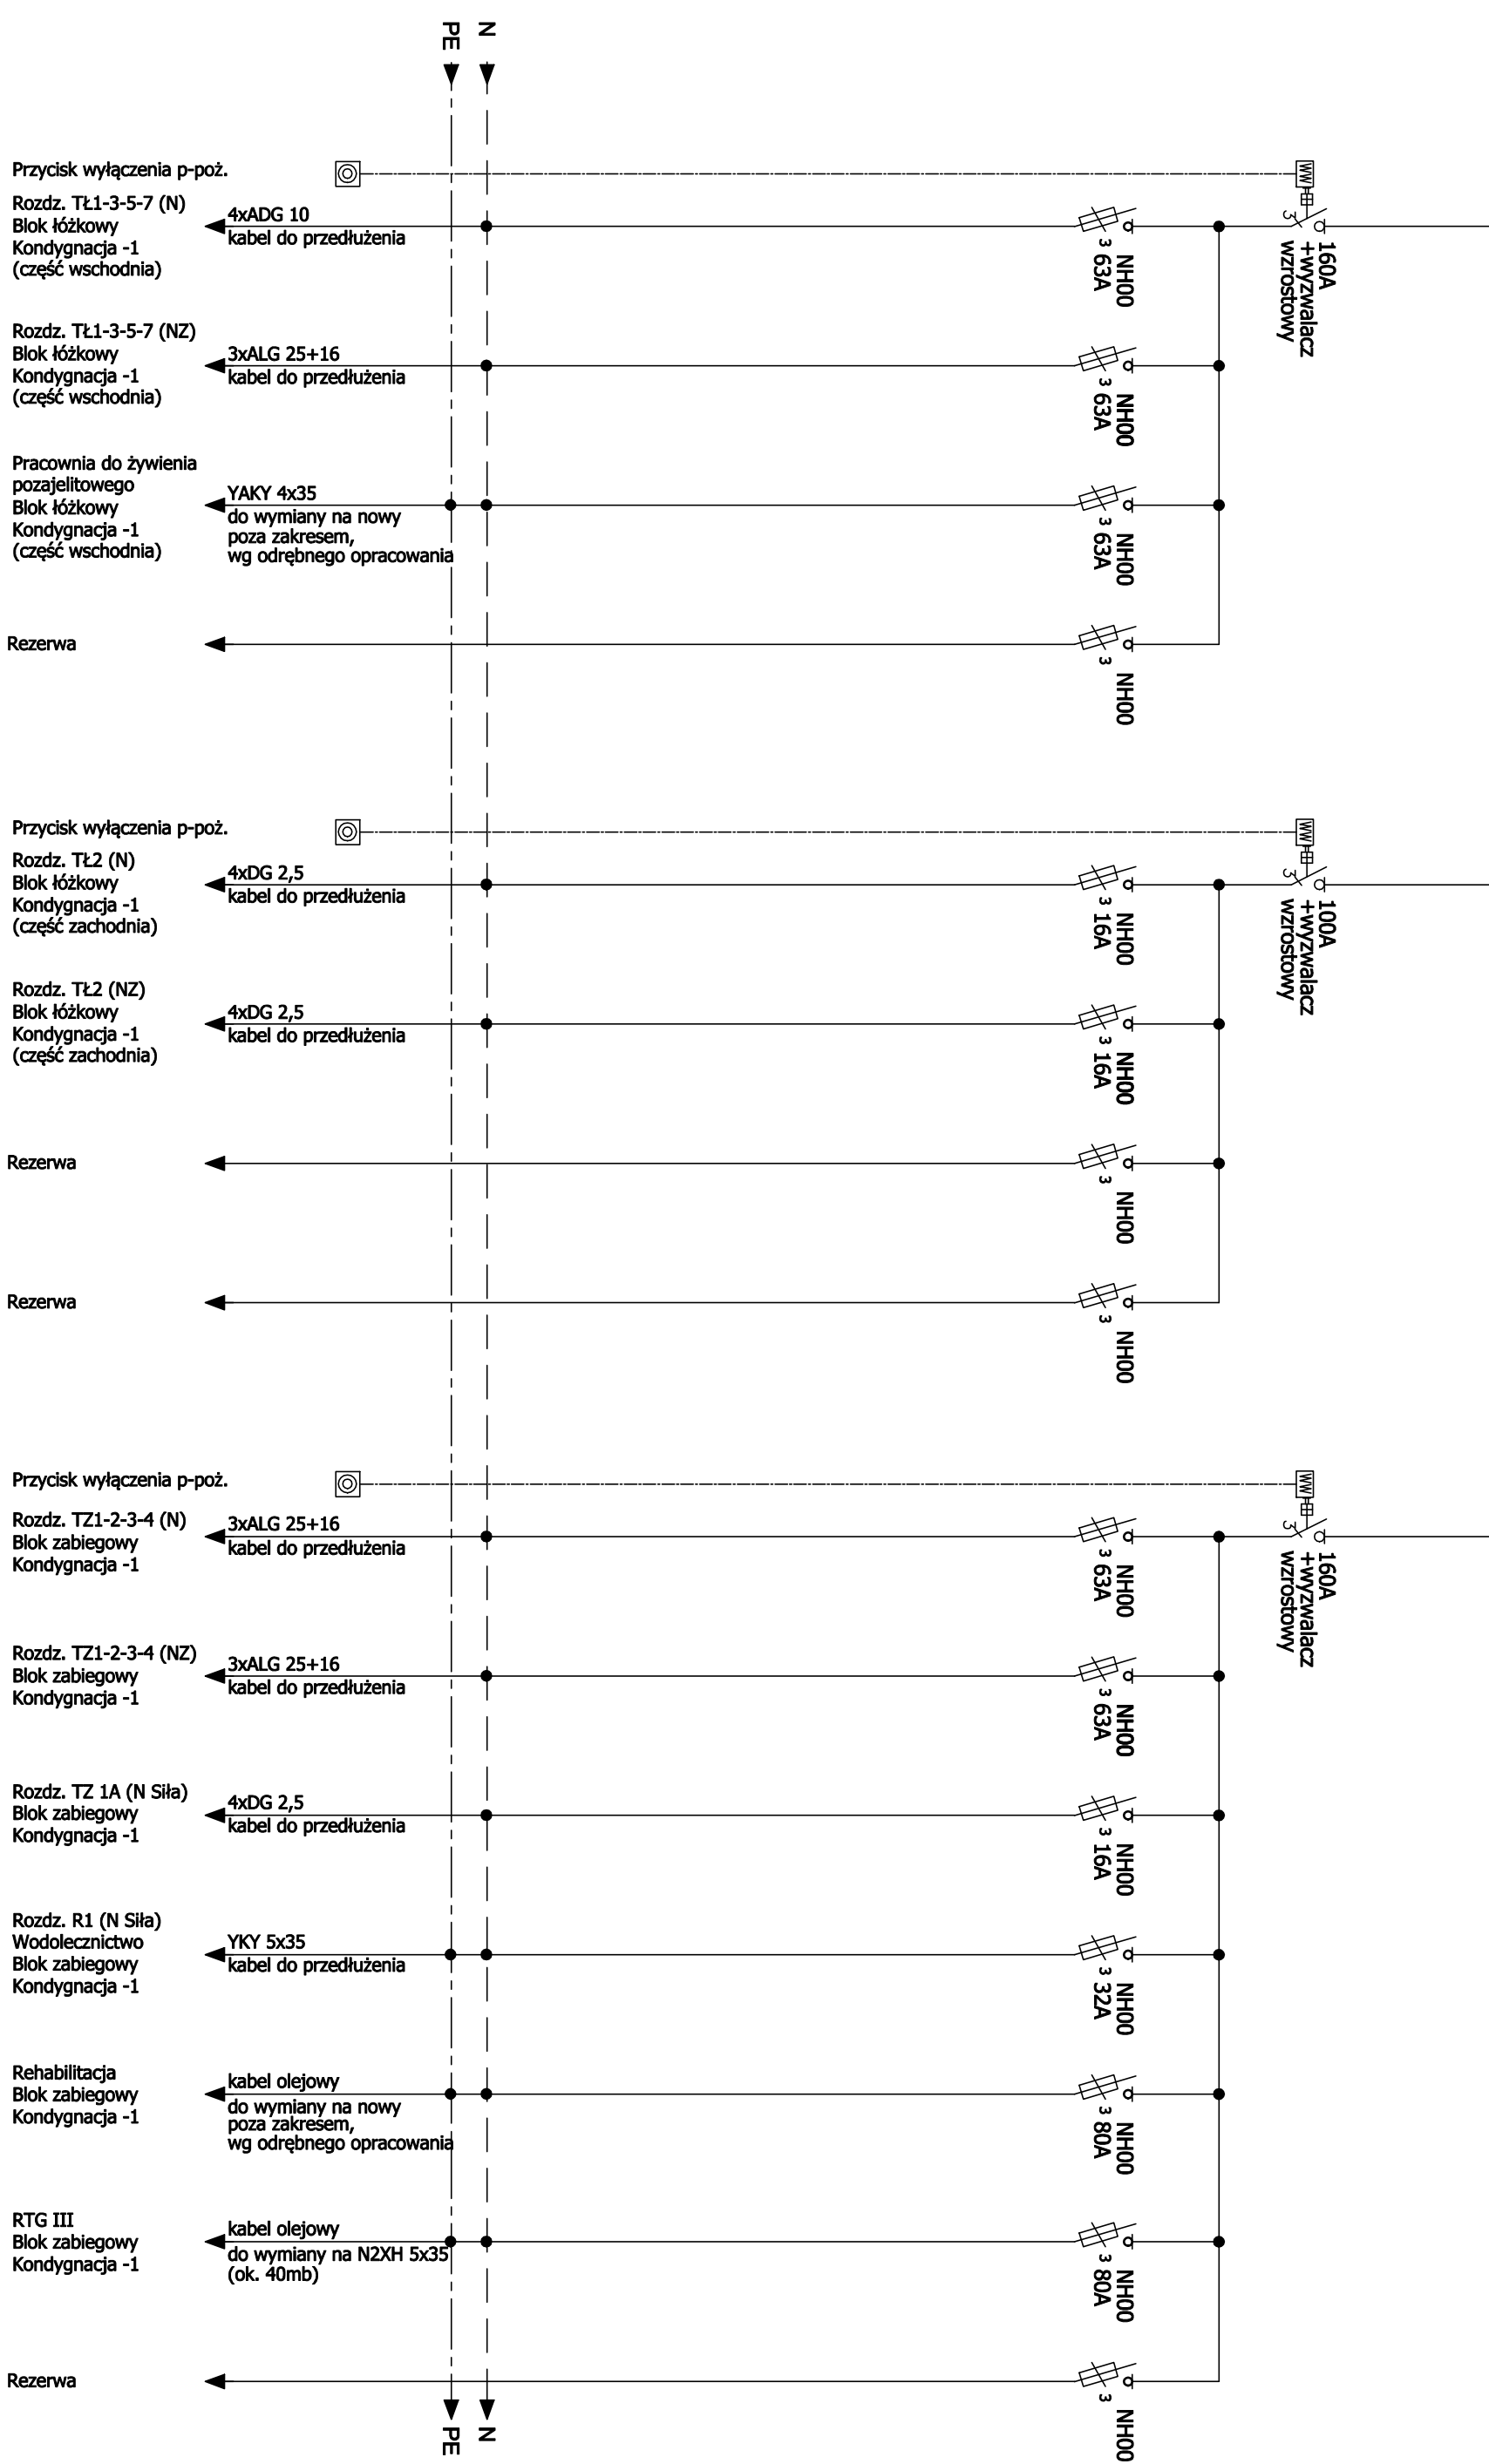 PE
N
Przycisk wyłączenia p-poż.
Rozdz. TŁ1-3-5-7 (N)
Blok łóżkowy
Kondygnacja -1
(część wschodnia)
4xADG 10
kabel do przedłużenia
3
NH00
63A
3
160A
+wyzwalacz
wzrostowy
Rozdz. TŁ1-3-5-7 (NZ)
Blok łóżkowy
Kondygnacja -1
(część wschodnia)
3xALG 25+16
kabel do przedłużenia
3
NH00
63A
Pracownia do żywienia
pozajelitowego
Blok łóżkowy
Kondygnacja -1
(część wschodnia)
YAKY 4x35
do wymiany na nowy
poza zakresem,
wg odrębnego opracowania
3
NH00
63A
Rezerwa
3
NH00
Przycisk wyłączenia p-poż.
Rozdz. TŁ2 (N)
Blok łóżkowy
Kondygnacja -1
(część zachodnia)
4xDG 2,5
kabel do przedłużenia
3
NH00
16A
3
100A
+wyzwalacz
wzrostowy
Rozdz. TŁ2 (NZ)
Blok łóżkowy
Kondygnacja -1
(część zachodnia)
4xDG 2,5
kabel do przedłużenia
3
NH00
16A
Rezerwa
3
NH00
Rezerwa
3
NH00
Przycisk wyłączenia p-poż.
Rozdz. TZ1-2-3-4 (N)
Blok zabiegowy
Kondygnacja -1
3xALG 25+16
kabel do przedłużenia
3
NH00
63A
3
160A
+wyzwalacz
wzrostowy
Rozdz. TZ1-2-3-4 (NZ)
Blok zabiegowy
Kondygnacja -1
3xALG 25+16
kabel do przedłużenia
3
NH00
63A
Rozdz. TZ 1A (N Siła)
Blok zabiegowy
Kondygnacja -1
4xDG 2,5
kabel do przedłużenia
3
NH00
16A
Rozdz. R1 (N Siła)
Wodolecznictwo
Blok zabiegowy
Kondygnacja -1
YKY 5x35
kabel do przedłużenia
3
NH00
32A
Rehabilitacja
Blok zabiegowy
Kondygnacja -1
kabel olejowy
do wymiany na nowy
poza zakresem,
wg odrębnego opracowania
3
NH00
80A
RTG III
Blok zabiegowy
Kondygnacja -1
kabel olejowy
do wymiany na N2XH 5x35
(ok. 40mb)
3
NH00
80A
Rezerwa
3
NH00
PE
N